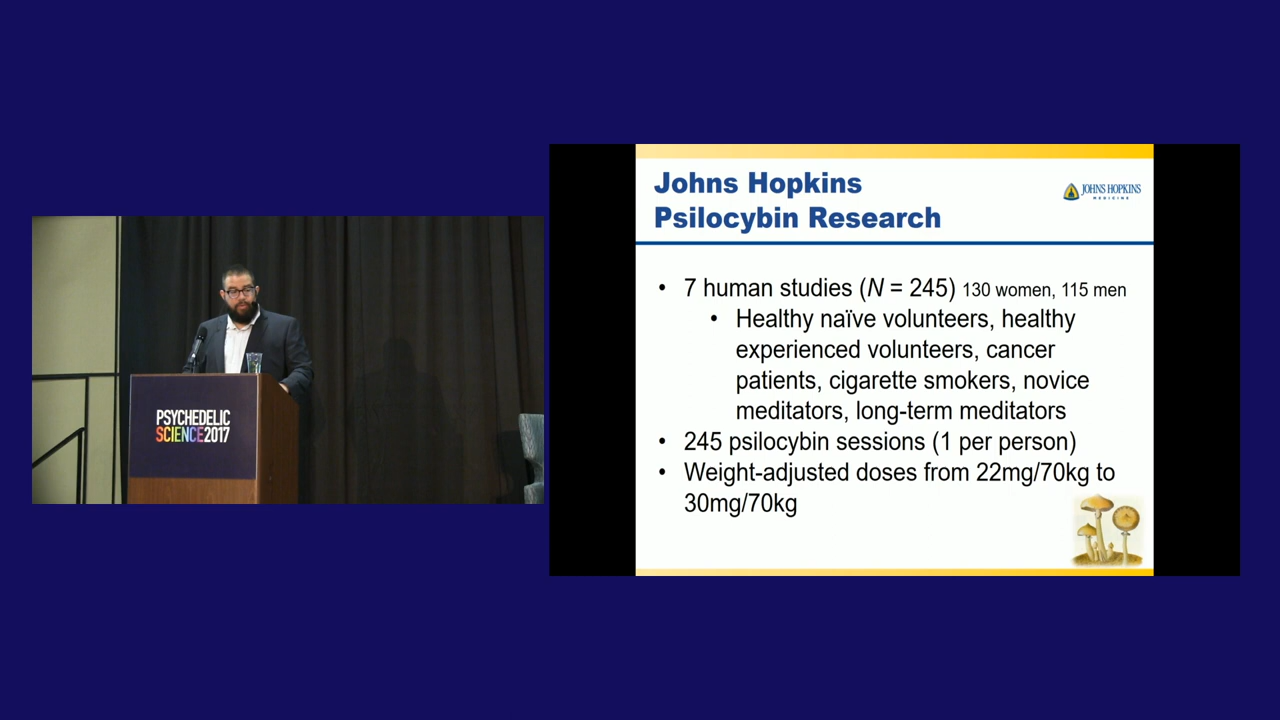 PSYCHEDELIC
SCIENCE2017
Johns Hopkins
Psilocybin Research
JOHNS HOPKINS
MEDICINE
• 7 human studies (N = 245) 130 women, 115 men
• Healthy naïve volunteers, healthy
experienced volunteers, cancer
patients, cigarette smokers, novice
meditators, long-term meditators
• 245 psilocybin sessions (1 per person)
• Weight-adjusted doses from 22mg/70kg to
30mg/70kg